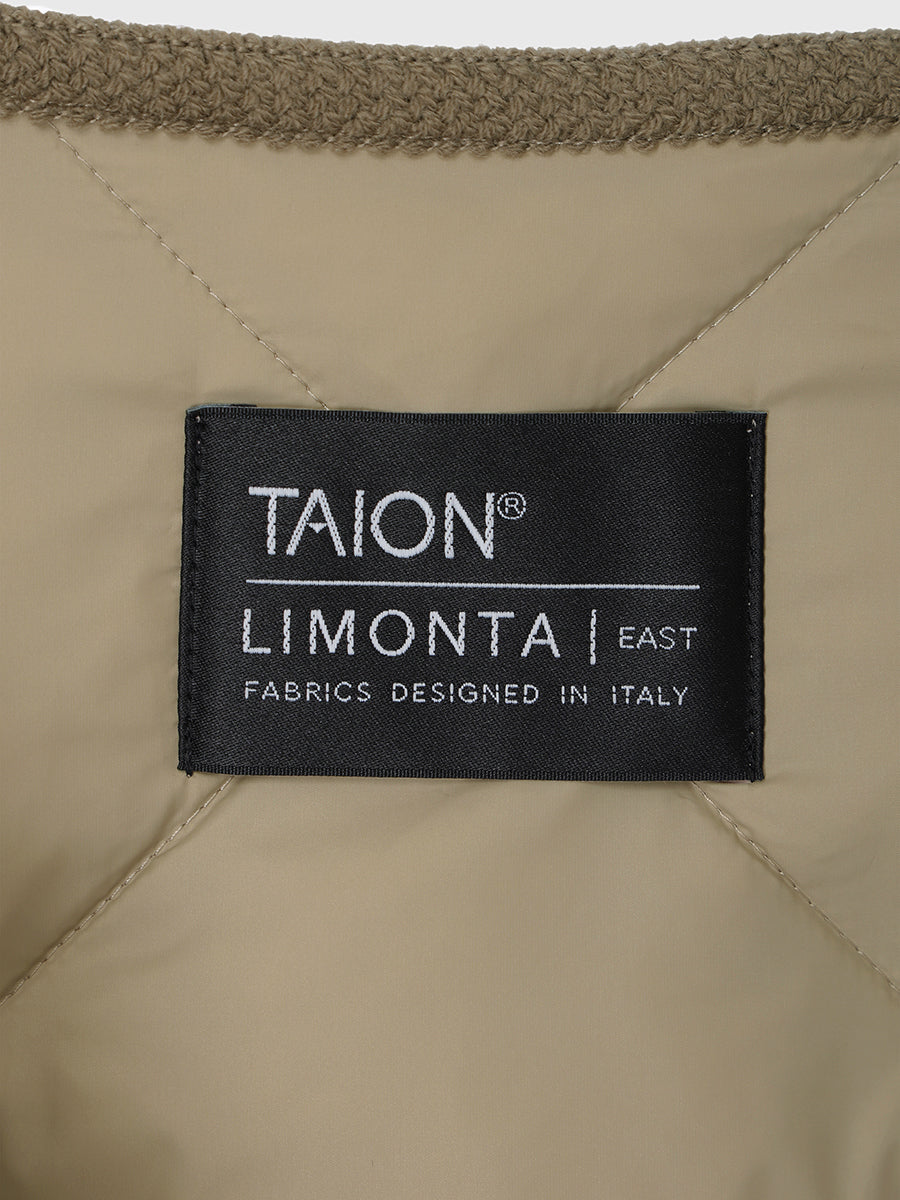 TAION®
LIMONTA | EAST
FABRICS DESIGNED IN ITALY